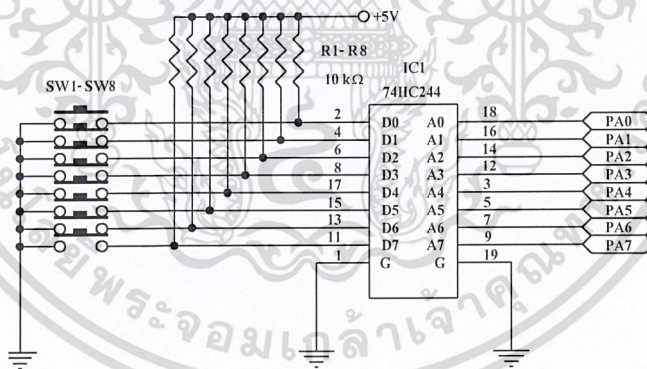 +5V
R1- R8
10 kΩ
IC1
74HC244
SW1- SW8
2 D0 A0 18 PA0
4 D1 A1 16 PA1
6 D2 A2 14 PA2
8 D3 A3 12 PA3
17 D4 A4 3 PA4
15 D5 A5 5 PA5
13 D6 A6 7 PA6
11 D7 A7 9 PA7
1 G G 19